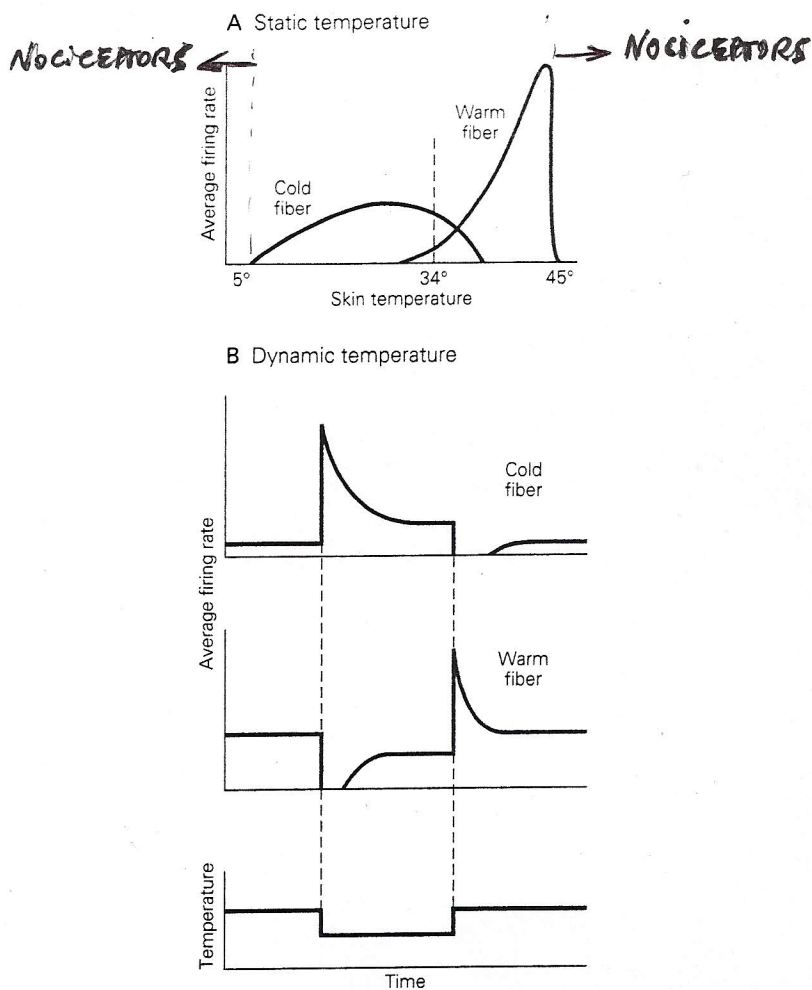 A Static temperature
NOCICEPTORS
NOCICEPTORS
Average firing rate
Warm
fiber
Cold
fiber
5°
34°
45°
Skin temperature
B Dynamic temperature
Average firing rate
Cold
fiber
Warm
fiber
Temperature
Time